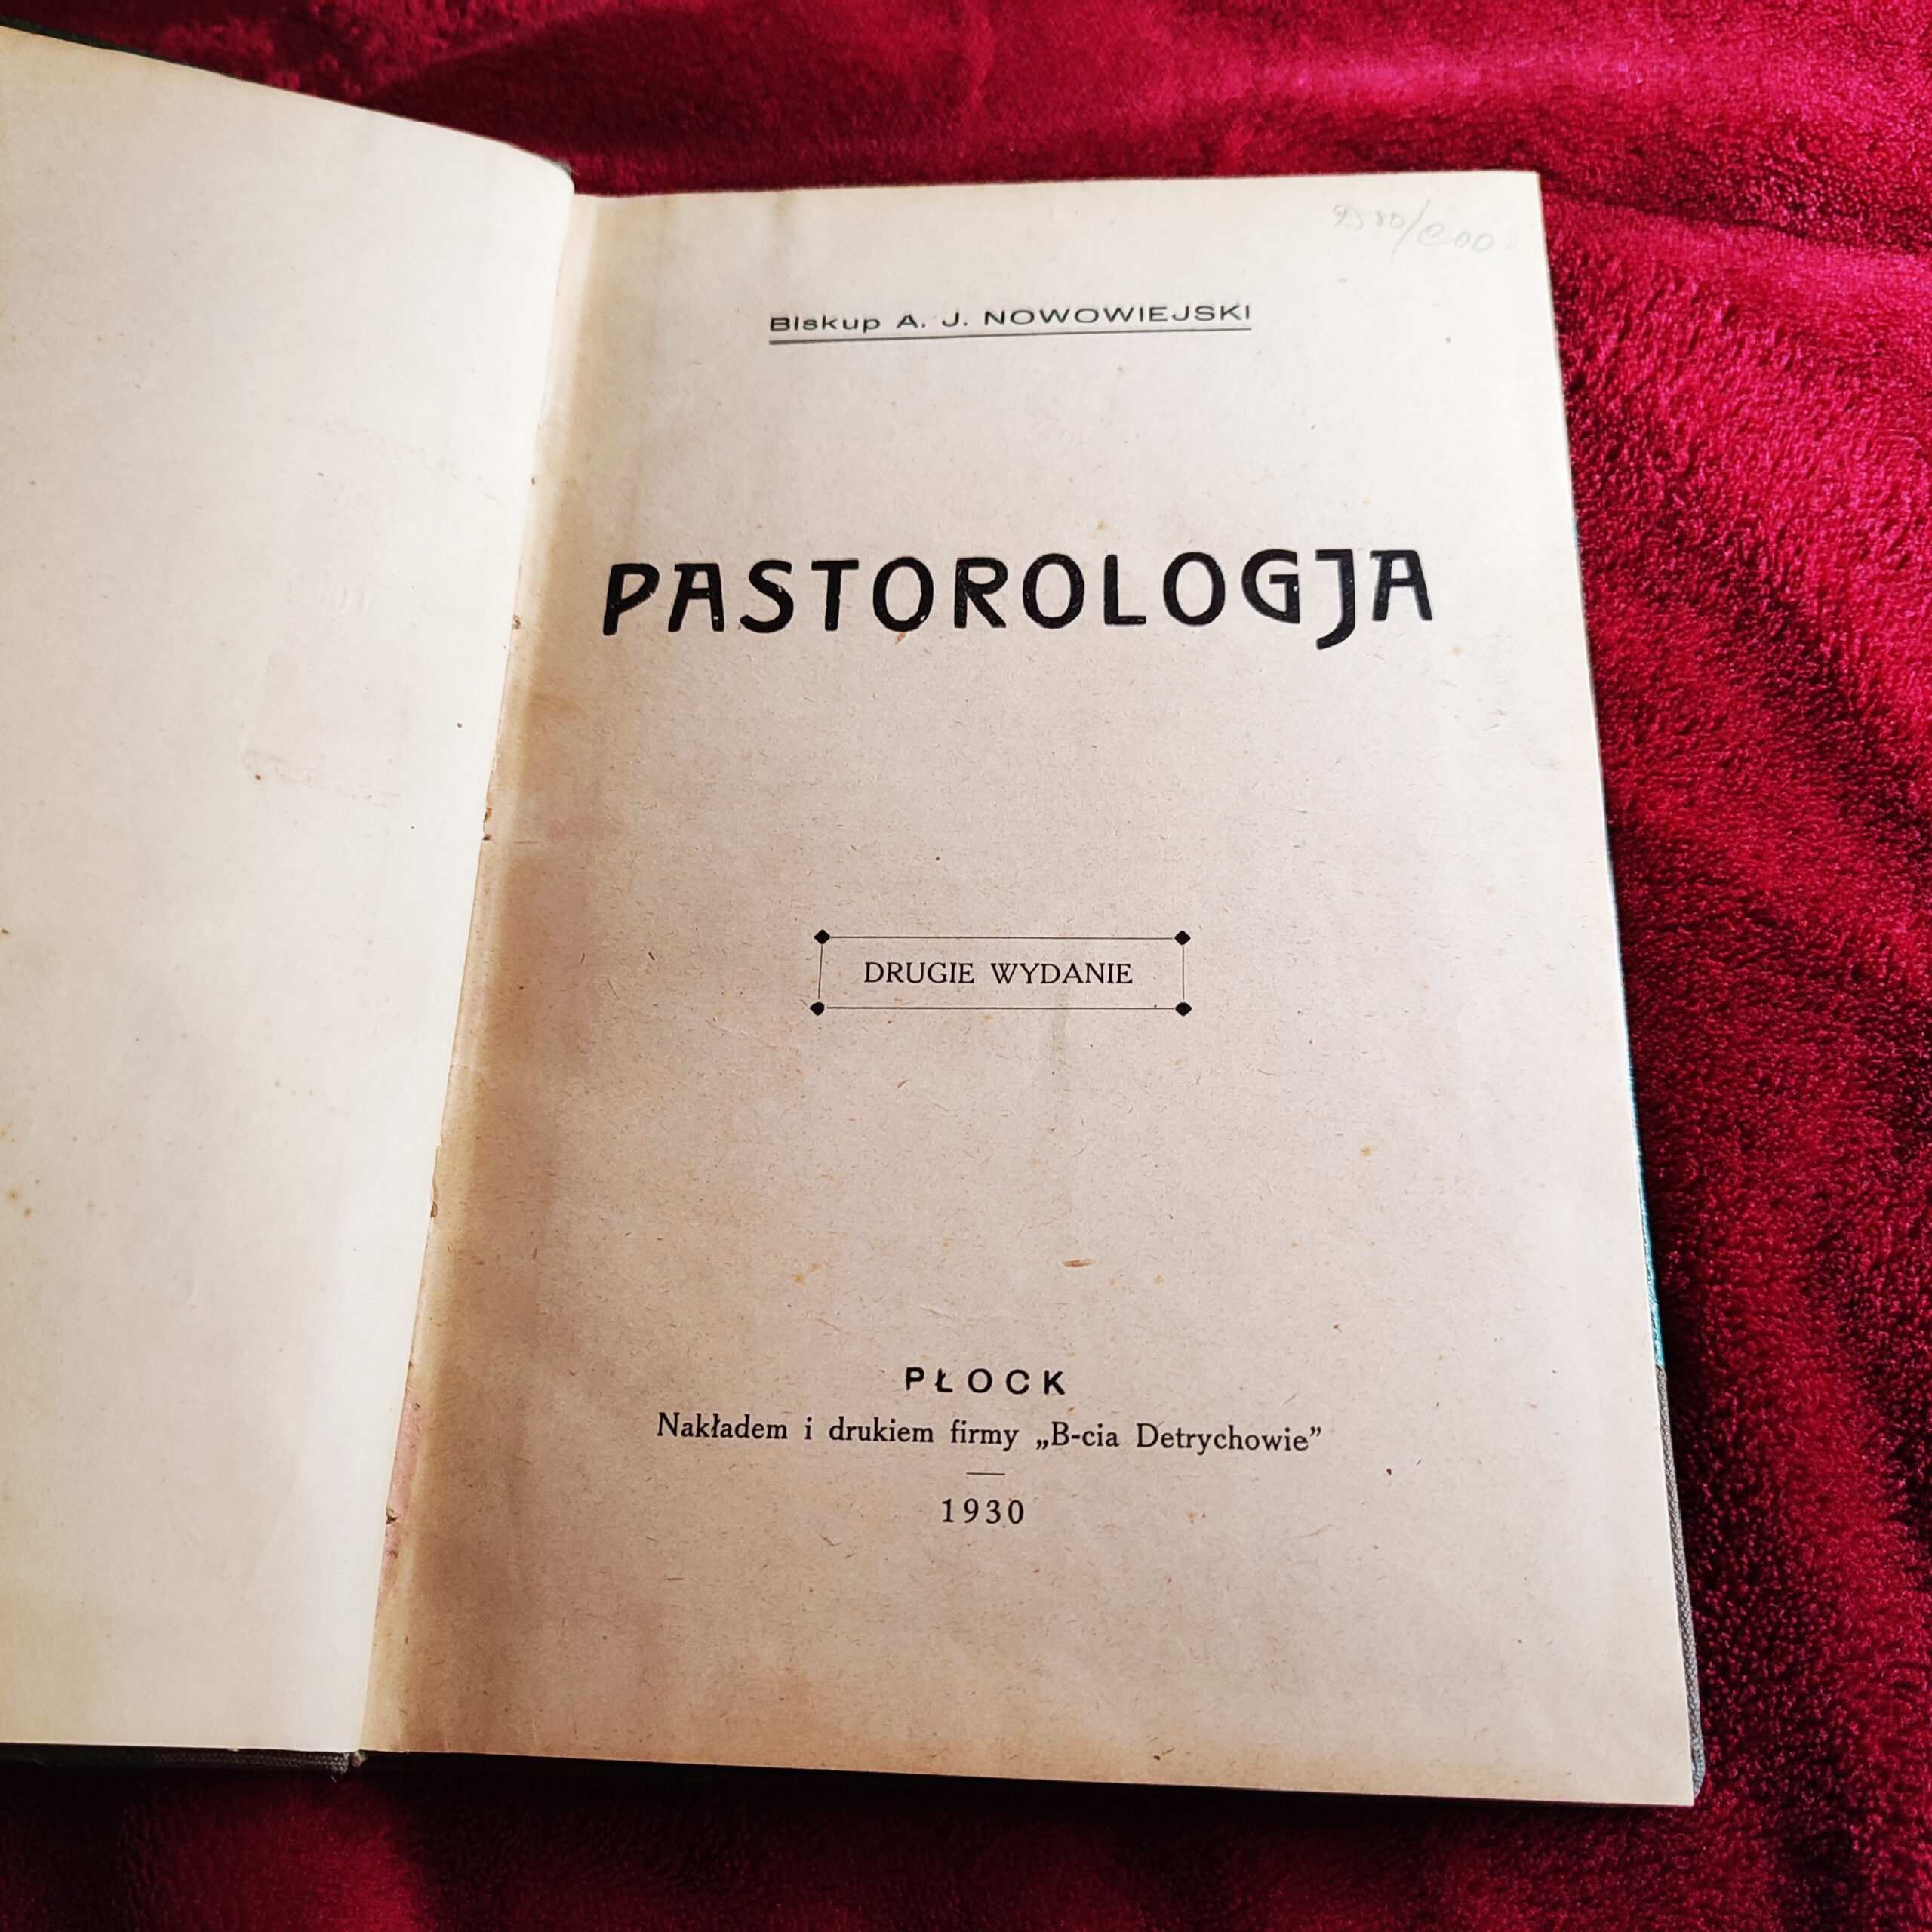 Biskup A. J. NOWOWIEJSKI
PASTOROLOGJA
DRUGIE WYDANIE
PŁOCK
Nakładem i drukiem firmy „B-cia Detrychowie”
1930